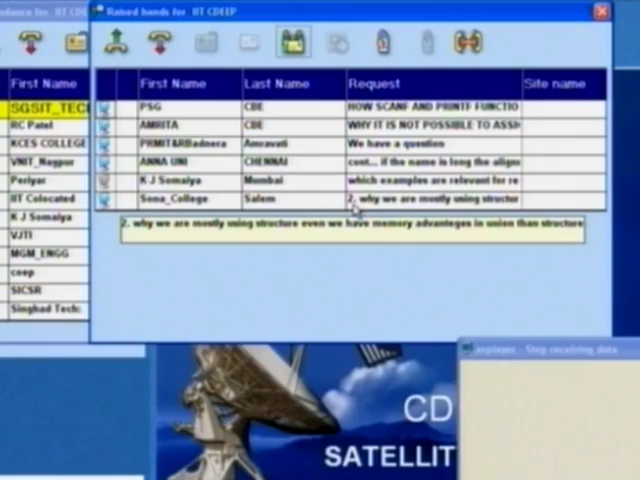 Raised hands for IIT CDEEP
First Name
Last Name
Request
Site name
PSG CBE HOW SCANF AND PRINTF FUNCTIO
AMRITA CBE WHY IT IS NOT POSSIBLE TO ASSI
PRMIT&RBadnera Amravati We have a question
ANNA UNI CHENNAI cont... if the name is long the alignm
K J Somaiya Mumbai which examples are relevant for re
Sona_College Salem 2. why we are mostly using structur
2. why we are mostly using structure even we have memory advanteges in union than structure
First Name
SGSIT_TEC
RC Patel
KCES COLLEGE
VNIT_Nagpur
Periyar
IIT Colocated
K J Somaiya
VJTI
MGM_ENGG
coep
SICSR
Singhad Tech:
Stop receiving data
CD
SATELLIT